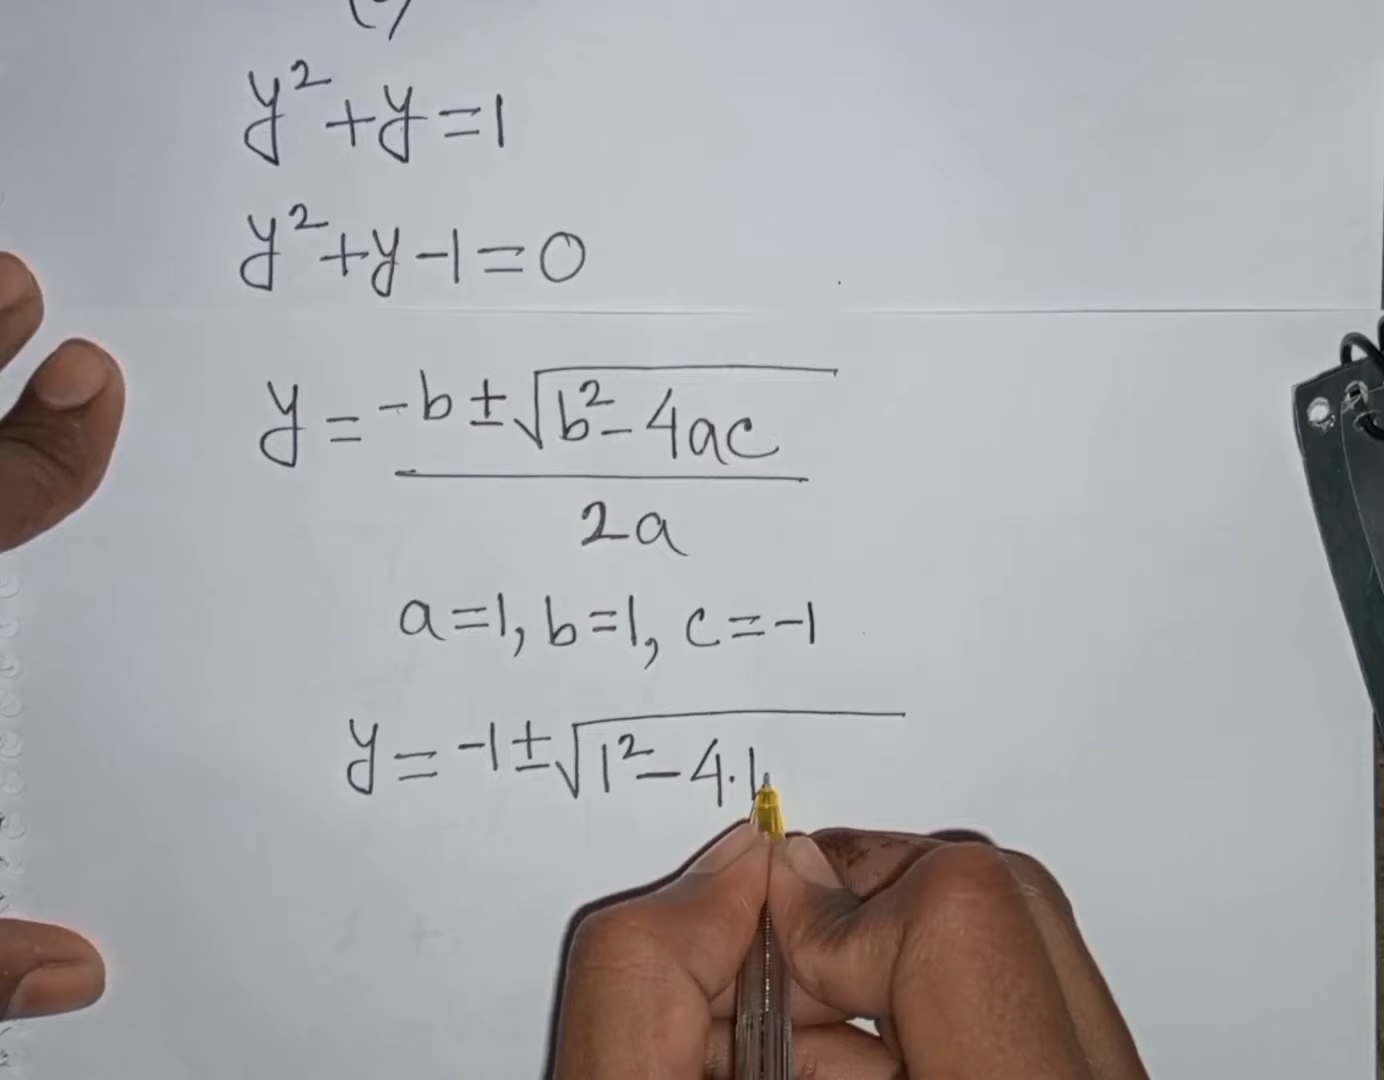 y²+y=1
y²+y-1=0
y=-b±√b²-4ac
2a
a=1, b=1, c=-1
y=-1±√1²-4.1